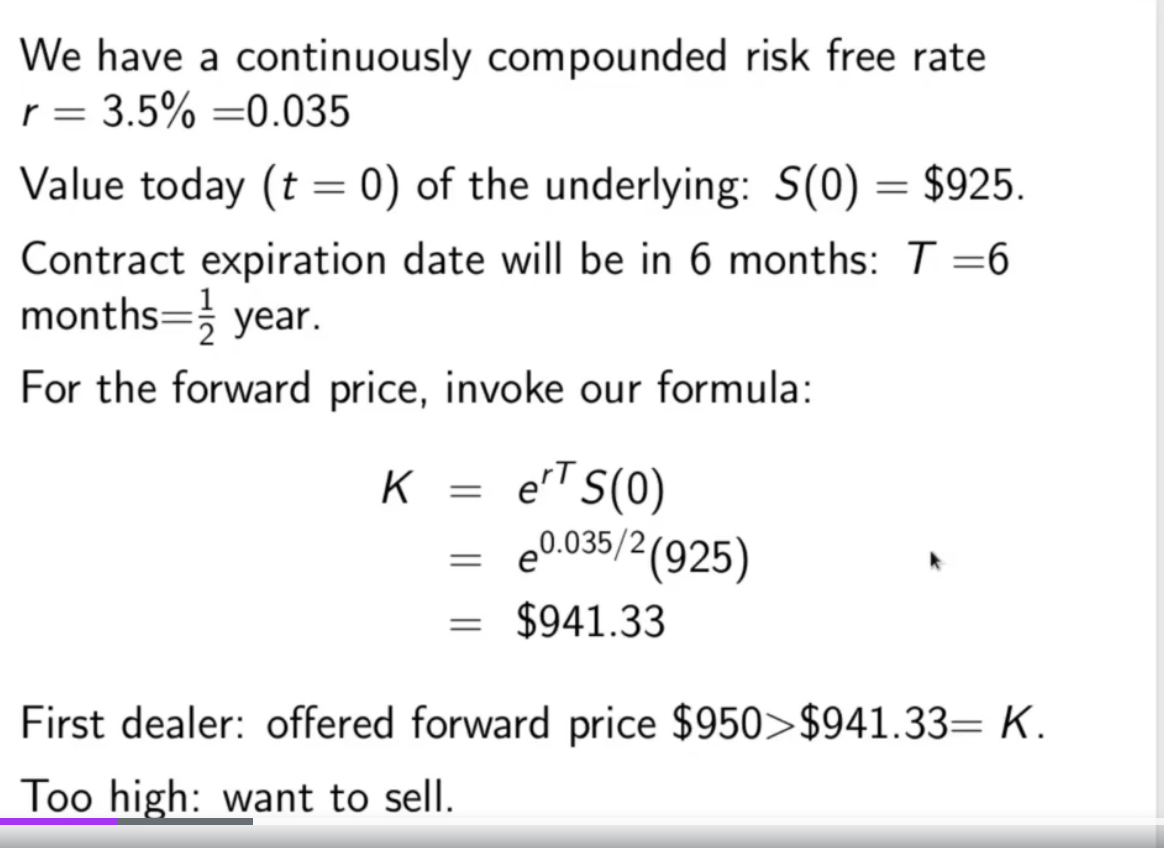 We have a continuously compounded risk free rate
r = 3.5% =0.035
Value today (t = 0) of the underlying: S(0) = $925.
Contract expiration date will be in 6 months: T =6
months=½ year.
For the forward price, invoke our formula:
K = e^{rT} S(0)
= e^{0.035/2}(925)
= $941.33
First dealer: offered forward price $950>$941.33= K.
Too high: want to sell.